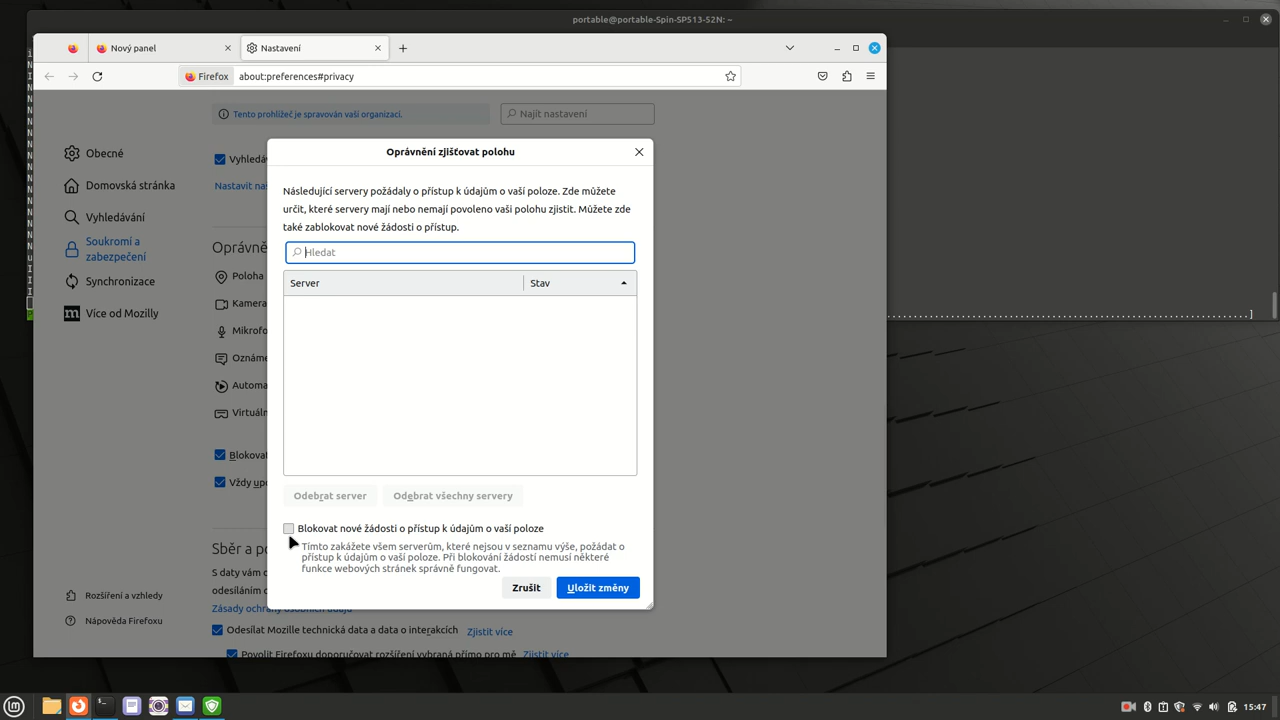 portable@portable-Spin-SP513-52N: ~
Nový panel
Nastavení
Firefox
about:preferences#privacy
Tento prohlížeč je spravován vaší organizací.
Najít nastavení
Obecné
Domovská stránka
Vyhledávání
Soukromí a
zabezpečení
Synchronizace
Více od Mozilly
Rozšíření a vzhledy
Nápověda Firefoxu
Poloha
Kamera
Oprávnění zjišťovat polohu
Následující servery požádaly o přístup k údajům o vaší poloze. Zde můžete
určit, které servery mají nebo nemají povoleno vaši polohu zjistit. Můžete zde
také zablokovat nové žádosti o přístup.
Hledat
Server
Stav
Odebrat server
Odebrat všechny servery
Blokovat nové žádosti o přístup k údajům o vaší poloze
Tímto zakážete všem serverům, které nejsou v seznamu výše, požádat o
přístup k údajům o vaší poloze. Při blokování žádostí nemusí některé
funkce webových stránek správně fungovat.
Zrušit
Uložit změny
S daty vám
odesíláním
Zásady ochrany osobních údajů
Odesílat Mozille technická data a data o interakcích
Zjistit více
Povolit Firefoxu doporučovat rozšíření vybraná přímo pro mě
Zjistit více
15:47